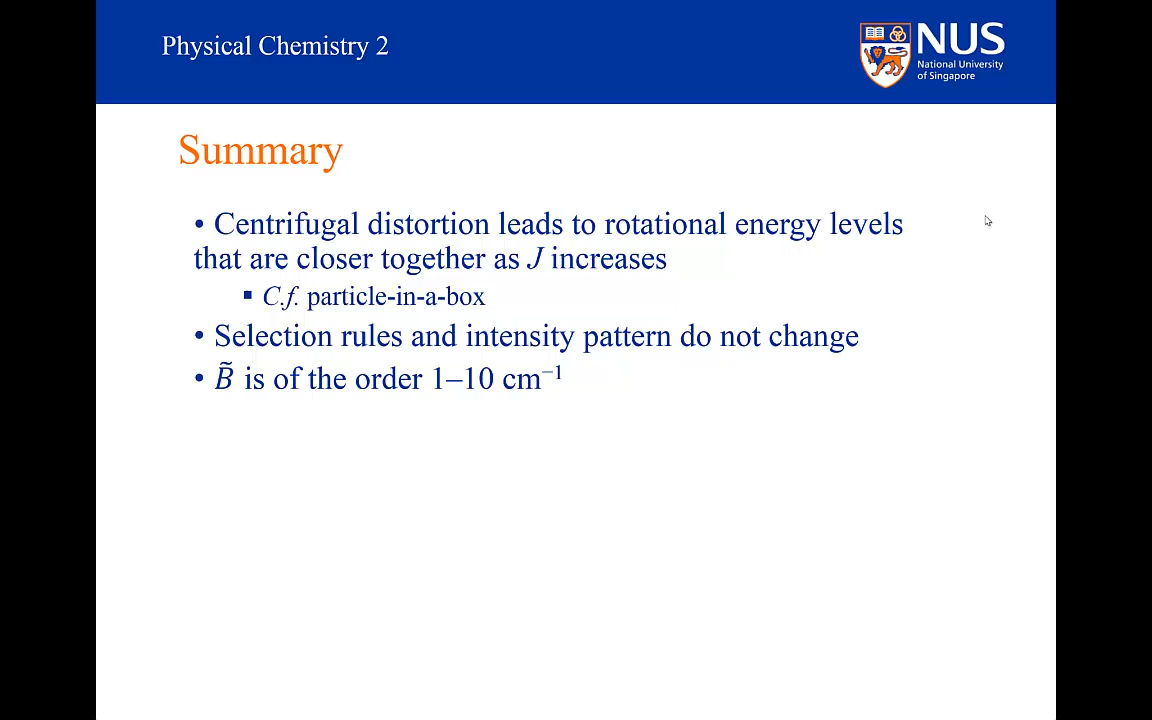 Physical Chemistry 2
NUS
National University
of Singapore
Summary
• Centrifugal distortion leads to rotational energy levels
that are closer together as J increases
▪ C.f. particle-in-a-box
• Selection rules and intensity pattern do not change
• B̃ is of the order 1–10 cm⁻¹